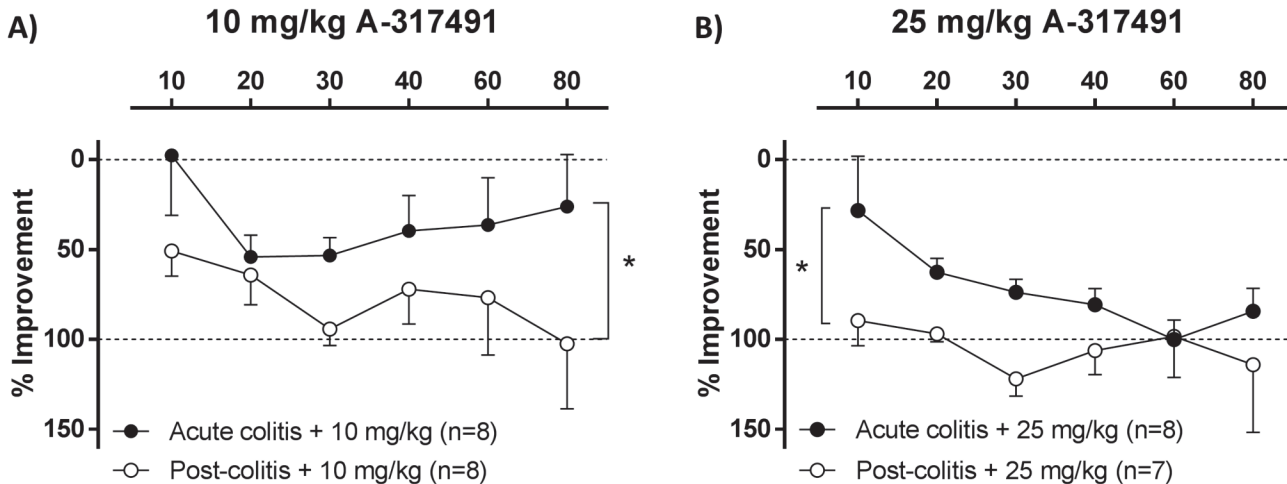 A)
10 mg/kg A-317491
10 20 30 40 60 80
% Improvement
0
50
100
150
*
Acute colitis + 10 mg/kg (n=8)
Post-colitis + 10 mg/kg (n=8)
B)
25 mg/kg A-317491
10 20 30 40 60 80
% Improvement
0
50
100
150
*
Acute colitis + 25 mg/kg (n=8)
Post-colitis + 25 mg/kg (n=7)